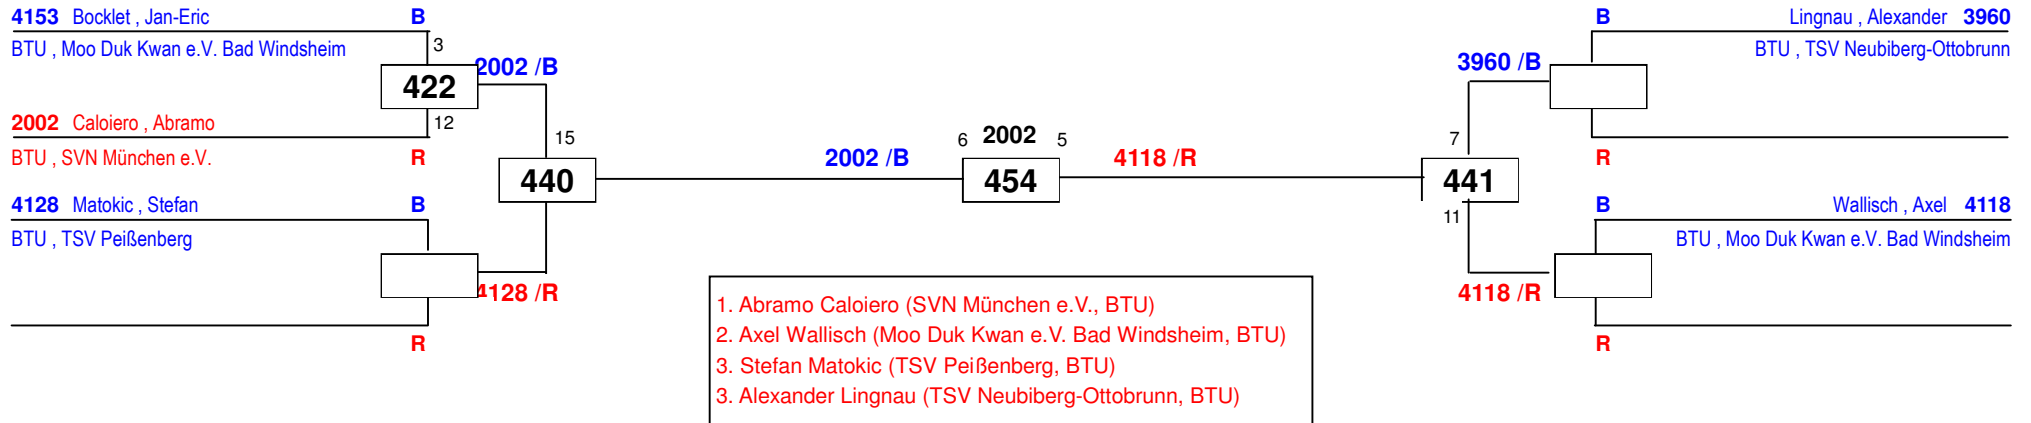 4153 Bocklet , Jan-Eric B
BTU , Moo Duk Kwan e.V. Bad Windsheim
3
422
2002 /B
2002 Caloiero , Abramo
12
BTU , SVN München e.V. R
15
440
4128 Matokic , Stefan B
BTU , TSV Peißenberg
4128 /R
R
2002 /B
6 2002 5
454
4118 /R
B Lingnau , Alexander 3960
BTU , TSV Neubiberg-Ottobrunn
3960 /B
7
R
441
11
B Wallisch , Axel 4118
BTU , Moo Duk Kwan e.V. Bad Windsheim
4118 /R
R
1. Abramo Caloiero (SVN München e.V., BTU)
2. Axel Wallisch (Moo Duk Kwan e.V. Bad Windsheim, BTU)
3. Stefan Matokic (TSV Peißenberg, BTU)
3. Alexander Lingnau (TSV Neubiberg-Ottobrunn, BTU)